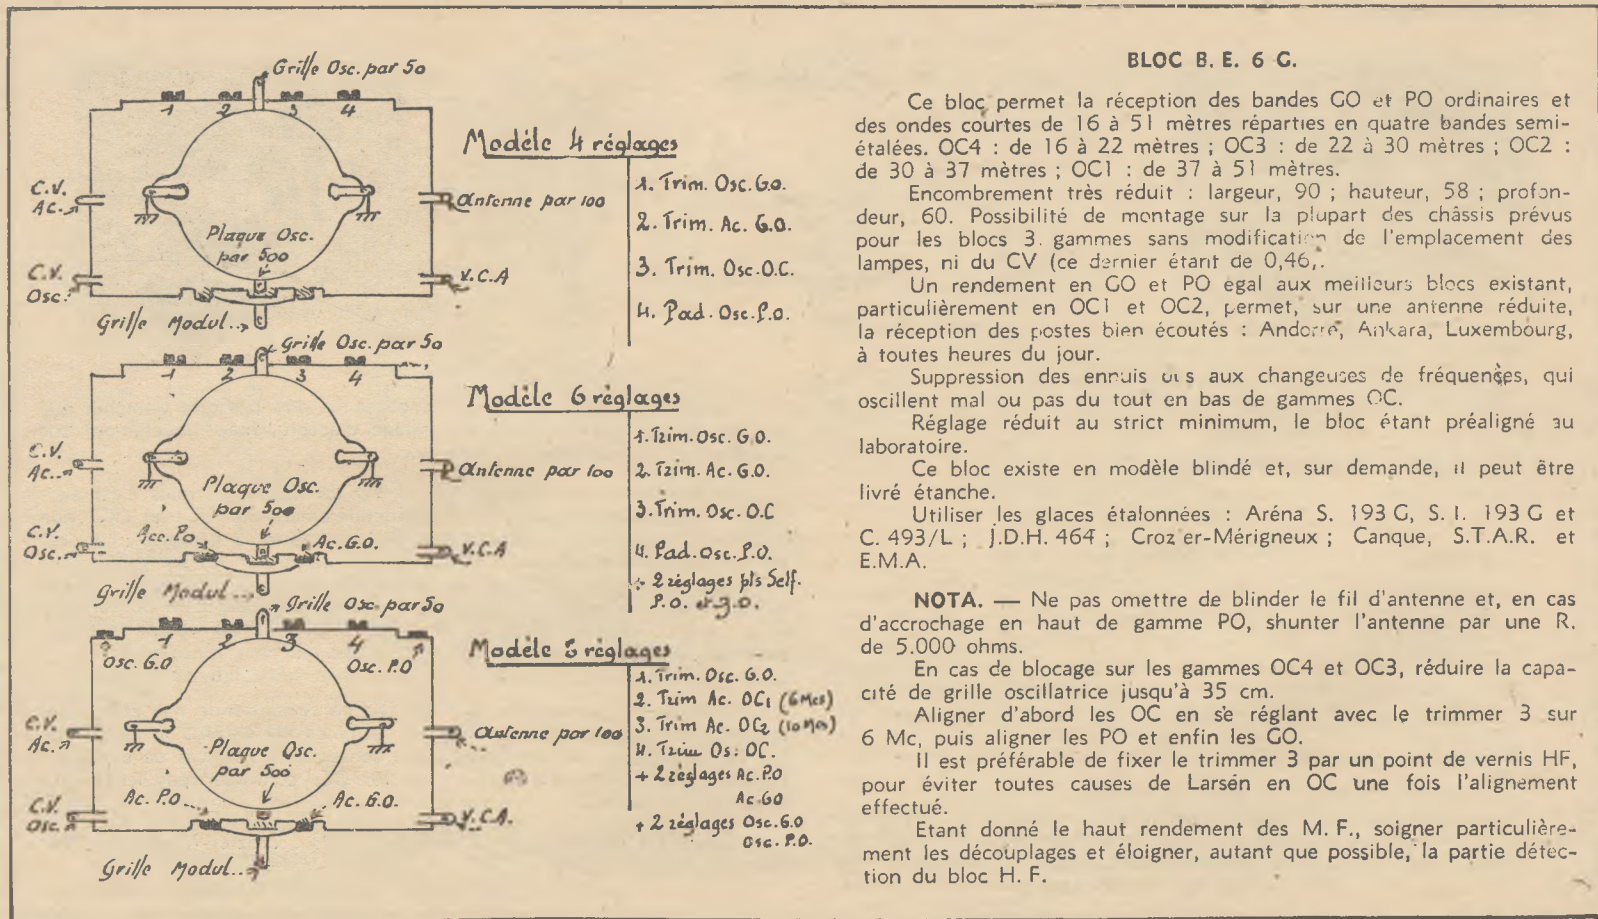 Grille Osc. par 50
1 2 3 4
C.V.
Ac.
Antenne par 100
Plaque Osc.
par 500
C.V.
Osc.
V.C.A
Grille Modul...
Modèle 4 réglages
1. Trim. Osc. G.O.
2. Trim. Ac. G.O.
3. Trim. Osc. O.C.
4. Pad. Osc. P.O.
Grille Osc. par 50
1 2 3 4
C.V.
Ac.
Antenne par 100
Plaque Osc.
par 500
C.V.
Osc.
Acc. P.O
Ac. G.O.
V.C.A
Grille Modul...
Modèle 6 réglages
1. Trim. Osc. G.O.
2. Trim. Ac. G.O.
3. Trim. Osc. O.C
4. Pad. Osc. P.O.
+ 2 réglages pls Self.
P.O. et G.O.
Grille Osc. par 50
1 2 3 4
Osc. G.O
Osc. P.O
C.V.
Ac.
Antenne par 100
Plaque Osc.
par 500
Ac. P.O
Ac. G.O.
C.V.
Osc.
V.C.A.
Grille Modul...
Modèle réglages
1. Trim. Osc. G.O.
2. Trim Ac. OC1 (6 Mcs)
3. Trim Ac. OC2 (10 Mcs)
4. Trim Os. OC.
+ 2 réglages Ac. P.O
Ac. GO
+ 2 réglages Osc. G.O
Osc. P.O.
BLOC B. E. 6 G.
Ce bloc permet la réception des bandes GO et PO ordinaires et
des ondes courtes de 16 à 51 mètres réparties en quatre bandes semi-
étalées. OC4 : de 16 à 22 mètres ; OC3 : de 22 à 30 mètres ; OC2 :
de 30 à 37 mètres ; OC1 : de 37 à 51 mètres.
Encombrement très réduit : largeur, 90 ; hauteur, 58 ; profon-
deur, 60. Possibilité de montage sur la plupart des châssis prévus
pour les blocs 3 gammes sans modification de l'emplacement des
lampes, ni du CV (ce dernier étant de 0,46,.
Un rendement en GO et PO égal aux meilleurs blocs existant,
particulièrement en OC1 et OC2, permet, sur une antenne réduite,
la réception des postes bien écoutés : Andorre, Ankara, Luxembourg,
à toutes heures du jour.
Suppression des ennuis aux changeuses de fréquences, qui
oscillent mal ou pas du tout en bas de gammes OC.
Réglage réduit au strict minimum, le bloc étant préaligné au
laboratoire.
Ce bloc existe en modèle blindé et, sur demande, il peut être
livré étanche.
Utiliser les glaces étalonnées : Aréna S. 193 G, S. I. 193 G et
C. 493/L ; J.D.H. 464 ; Croz er-Mérigneux ; Canque, S.T.A.R. et
E.M.A.
NOTA. — Ne pas omettre de blinder le fil d'antenne et, en cas
d'accrochage en haut de gamme PO, shunter l'antenne par une R.
de 5.000 ohms.
En cas de blocage sur les gammes OC4 et OC3, réduire la capa-
cité de grille oscillatrice jusqu'à 35 cm.
Aligner d'abord les OC en se réglant avec le trimmer 3 sur
6 Mc, puis aligner les PO et enfin les GO.
Il est préférable de fixer le trimmer 3 par un point de vernis HF,
pour éviter toutes causes de Larsén en OC une fois l'alignement
effectué.
Etant donné le haut rendement des M. F., soigner particulière-
ment les découplages et éloigner, autant que possible, la partie détec-
tion du bloc H. F.